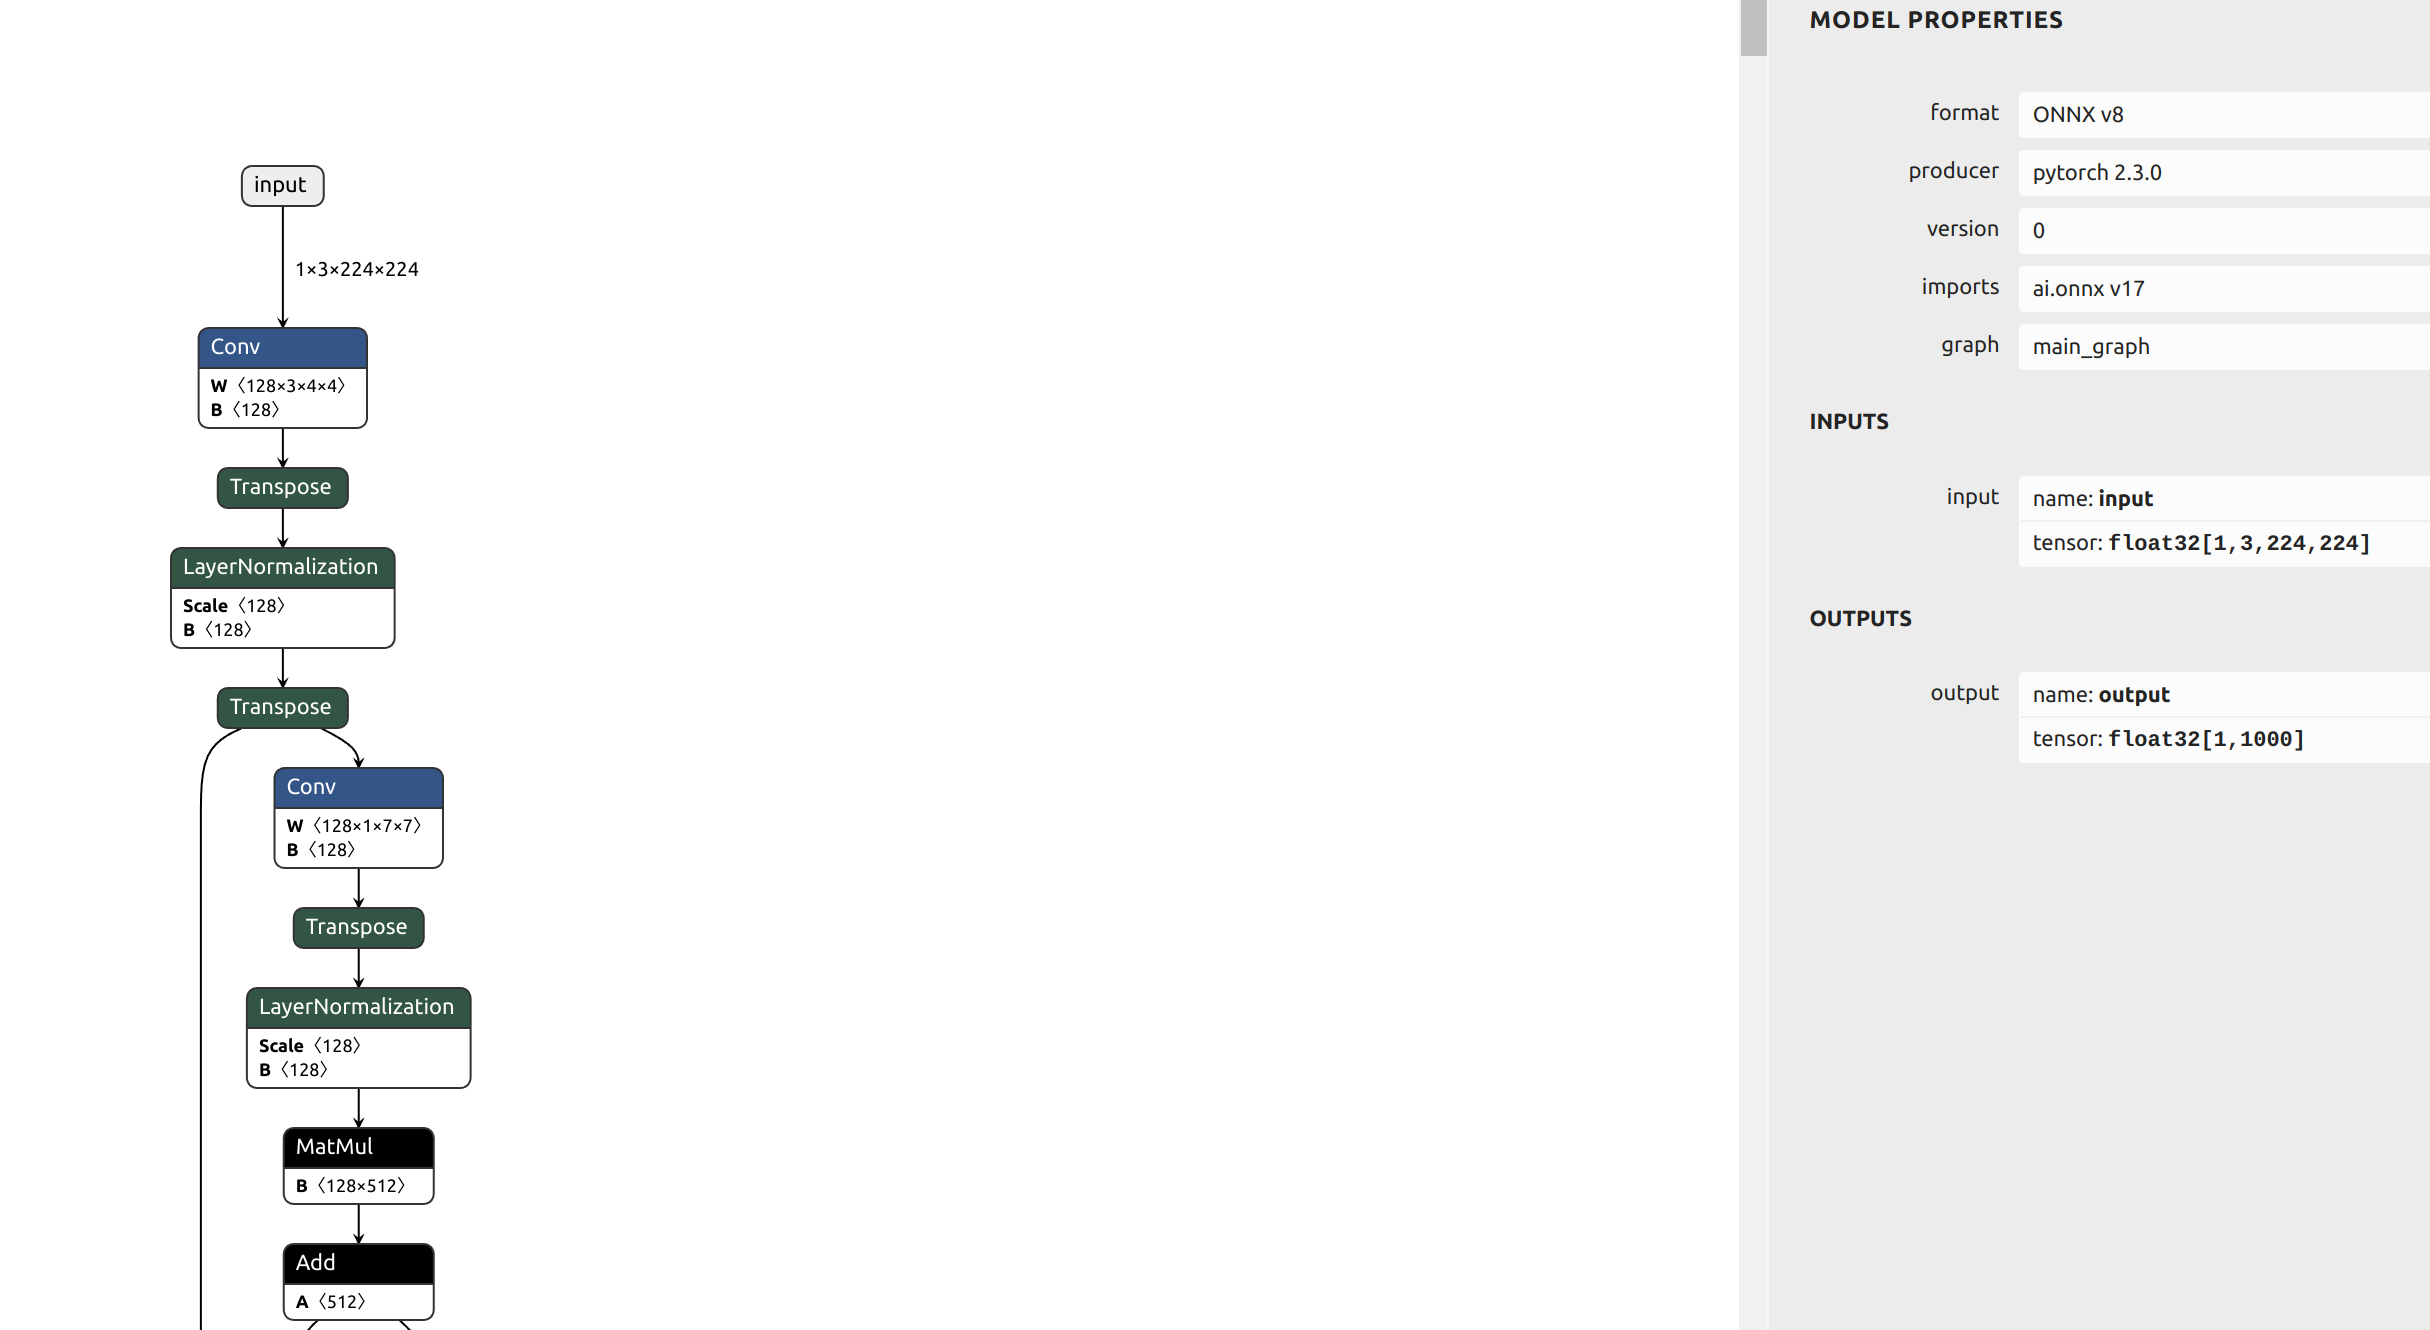 input
1×3×224×224
Conv
W 〈128×3×4×4〉
B 〈128〉
Transpose
LayerNormalization
Scale 〈128〉
B 〈128〉
Transpose
Conv
W 〈128×1×7×7〉
B 〈128〉
Transpose
LayerNormalization
Scale 〈128〉
B 〈128〉
MatMul
B 〈128×512〉
Add
A 〈512〉
MODEL PROPERTIES
format ONNX v8
producer pytorch 2.3.0
version 0
imports ai.onnx v17
graph main_graph
INPUTS
input name: input
tensor: float32[1,3,224,224]
OUTPUTS
output name: output
tensor: float32[1,1000]